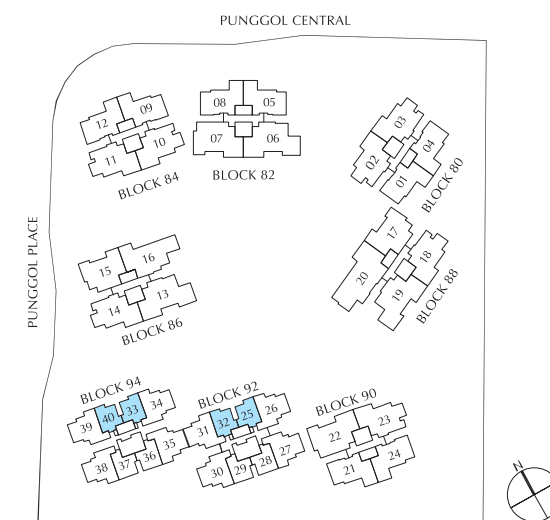 PUNGGOL CENTRAL
PUNGGOL PLACE
12 09
11 10
BLOCK 84
08 05
07 06
BLOCK 82
03
04
02
01
BLOCK 80
17
18
20
19
BLOCK 88
15 16
14 13
BLOCK 86
BLOCK 94
39 40 33 34
38 37 36 35
BLOCK 92
31 32 25 26
30 29 28 27
BLOCK 90
22 23
21 24
N